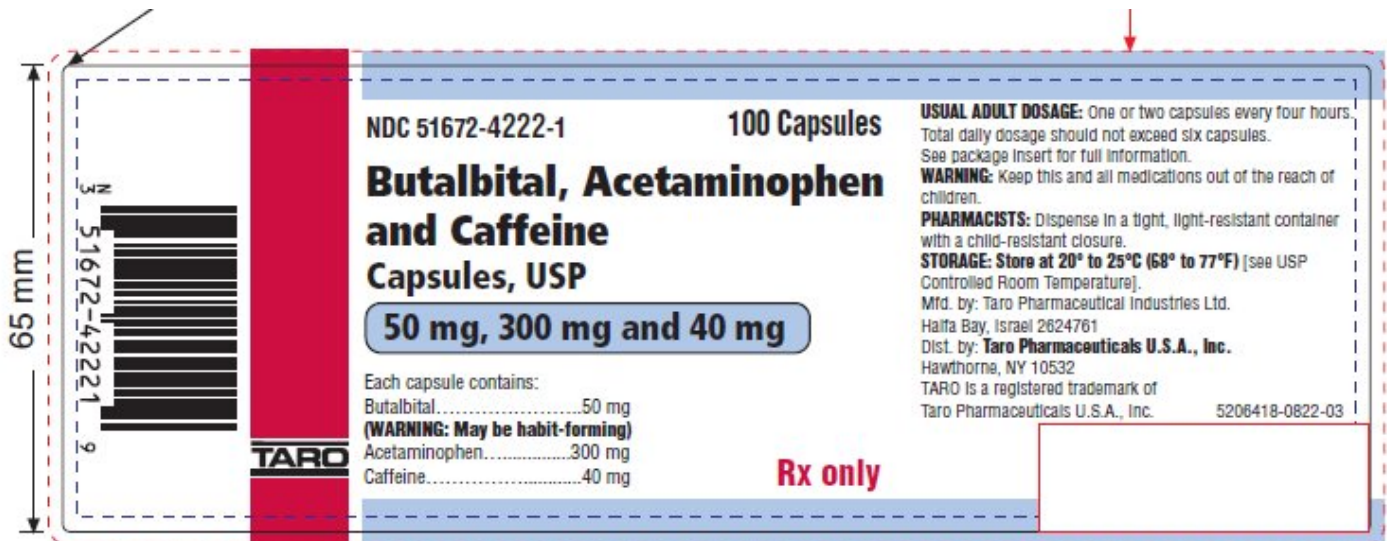 65 mm
N
3 51672-42221 9
TARO
NDC 51672-4222-1 100 Capsules
Butalbital, Acetaminophen
and Caffeine
Capsules, USP
50 mg, 300 mg and 40 mg
Each capsule contains:
Butalbital........................50 mg
(WARNING: May be habit-forming)
Acetaminophen..................300 mg
Caffeine............................40 mg
Rx only
USUAL ADULT DOSAGE: One or two capsules every four hours.
Total daily dosage should not exceed six capsules.
See package insert for full information.
WARNING: Keep this and all medications out of the reach of
children.
PHARMACISTS: Dispense in a tight, light-resistant container
with a child-resistant closure.
STORAGE: Store at 20° to 25°C (68° to 77°F) [see USP
Controlled Room Temperature].
Mfd. by: Taro Pharmaceutical Industries Ltd.
Haifa Bay, Israel 2624761
Dist. by: Taro Pharmaceuticals U.S.A., Inc.
Hawthorne, NY 10532
TARO is a registered trademark of
Taro Pharmaceuticals U.S.A., Inc. 5206418-0822-03